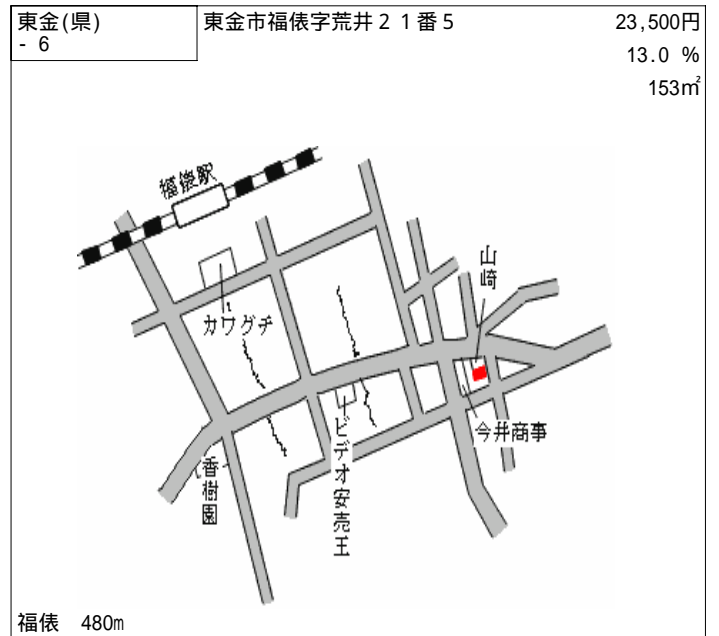 東金(県)
- 6
東金市福俵字荒井２１番５
23,500円
13.0 %
153㎡
福俵駅
山崎
カワグチ
今井商事
香樹園
ビデオ安売王
福俵 480m